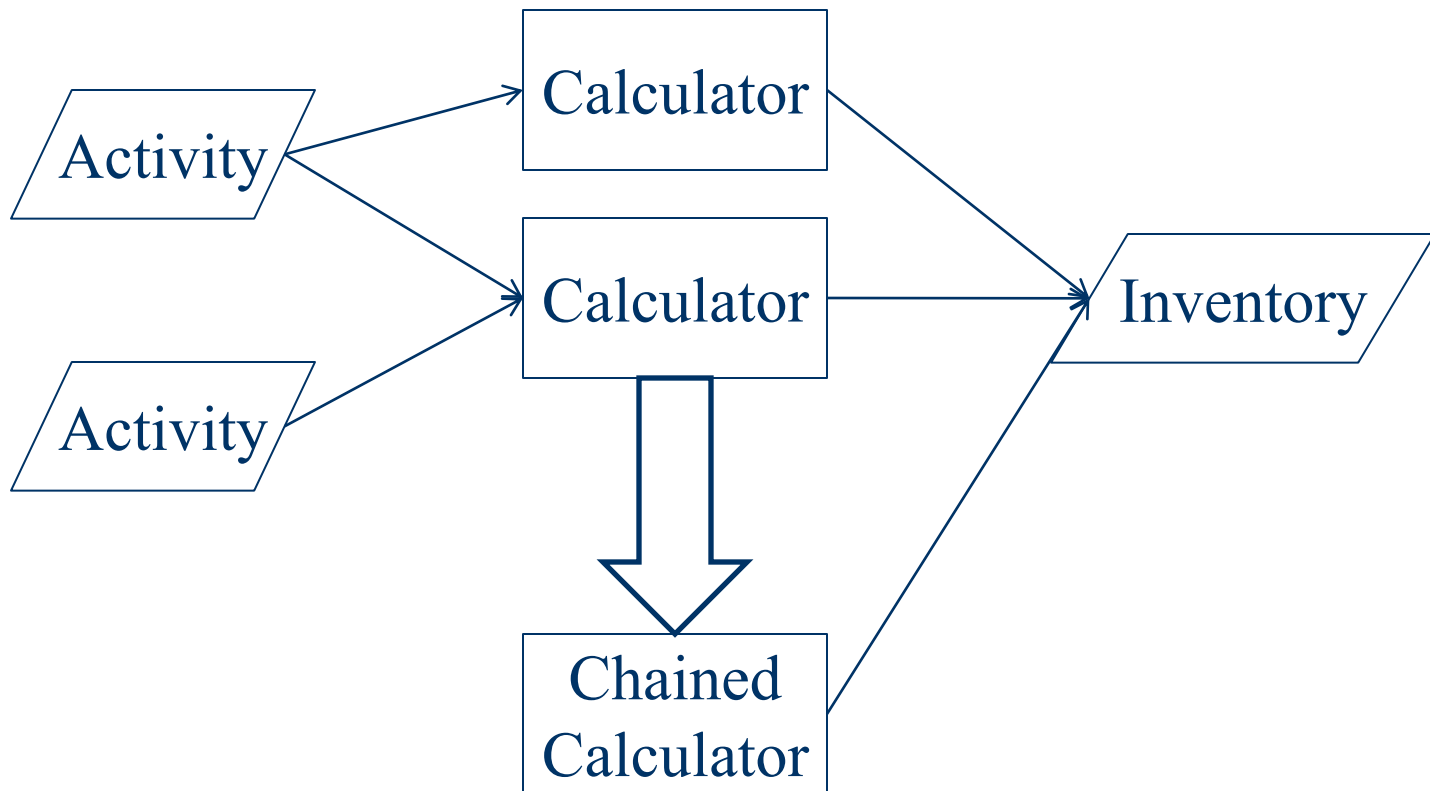 Calculator
Activity
Calculator
Inventory
Activity
Chained
Calculator